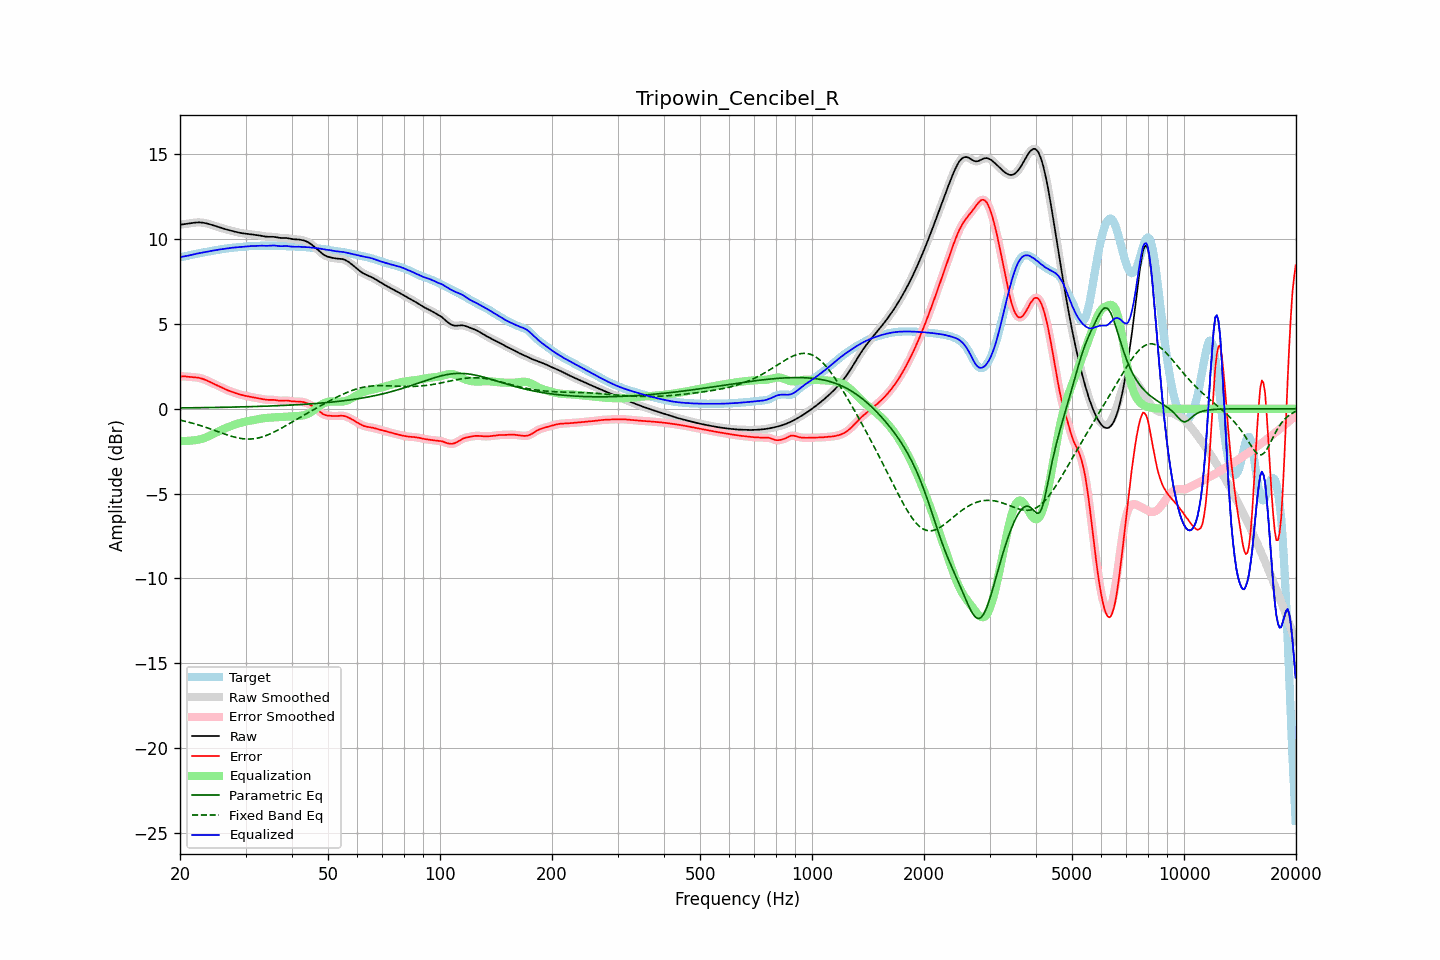 Tripowin_Cencibel_R
15
10
5
0
−5
−10
−15
−20
−25
Amplitude (dBr)
Target
Raw Smoothed
Error Smoothed
Raw
Error
Equalization
Parametric Eq
Fixed Band Eq
Equalized
20 50 100 200 500 1000 2000 5000 10000 20000
Frequency (Hz)